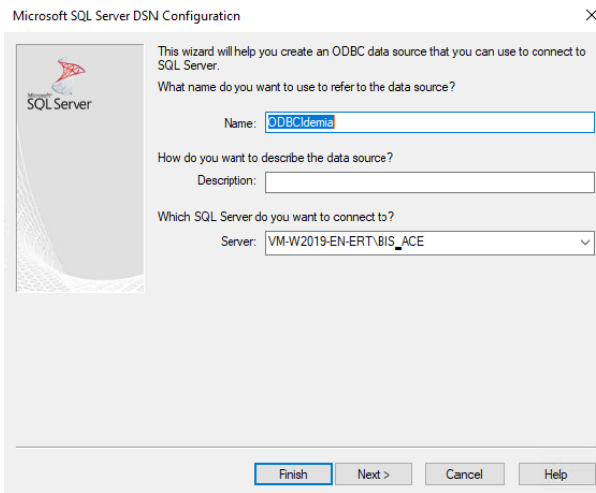 Microsoft SQL Server DSN Configuration
This wizard will help you create an ODBC data source that you can use to connect to
SQL Server.
What name do you want to use to refer to the data source?
Microsoft
SQL Server
Name: ODBCIdemia
How do you want to describe the data source?
Description:
Which SQL Server do you want to connect to?
Server: VM-W2019-EN-ERT\BIS_ACE
Finish Next > Cancel Help